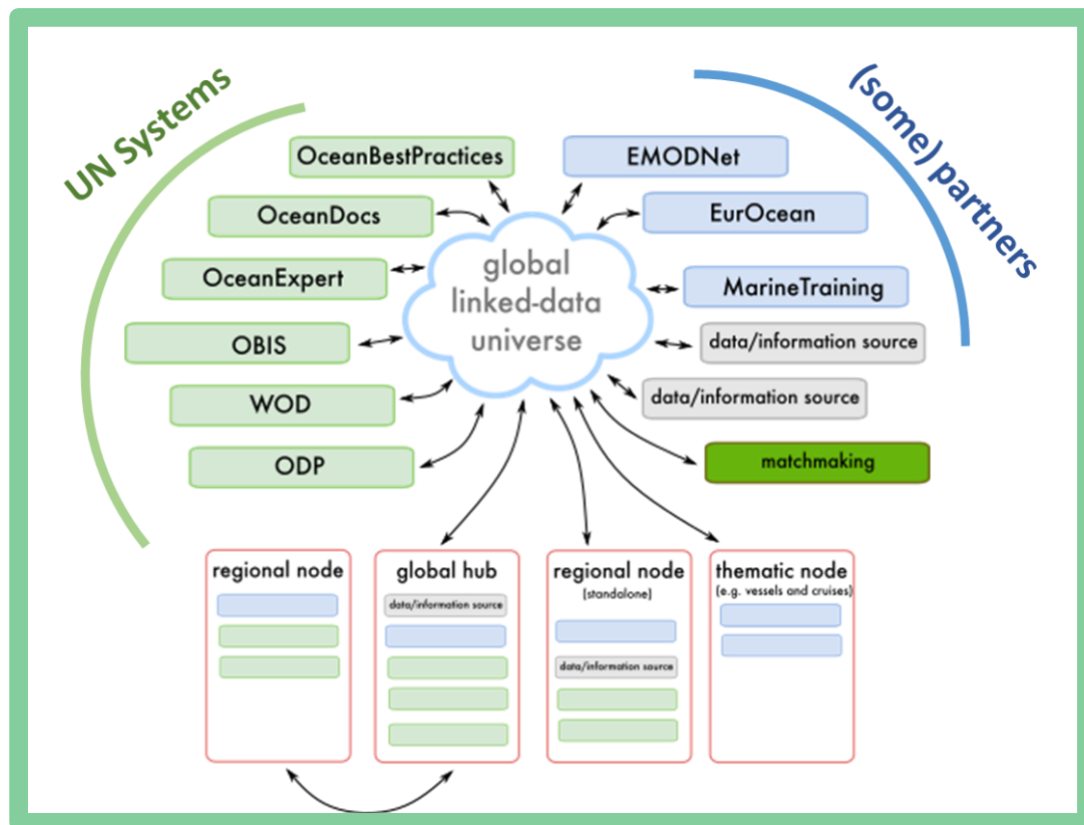 UN Systems
(some) partners
OceanBestPractices
EMODNet
OceanDocs
EurOcean
global
linked-data
universe
OceanExpert
MarineTraining
OBIS
data/information source
WOD
data/information source
ODP
matchmaking
regional node
global hub
data/information source
regional node
(standalone)
data/information source
thematic node
(e.g. vessels and cruises)